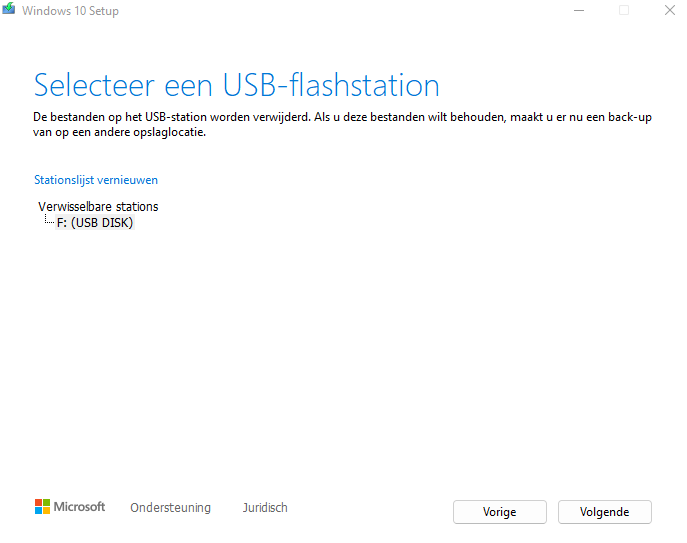 Windows 10 Setup
Selecteer een USB-flashstation
De bestanden op het USB-station worden verwijderd. Als u deze bestanden wilt behouden, maakt u er nu een back-up
van op een andere opslaglocatie.
Stationslijst vernieuwen
Verwisselbare stations
F: (USB DISK)
Microsoft Ondersteuning Juridisch Vorige Volgende